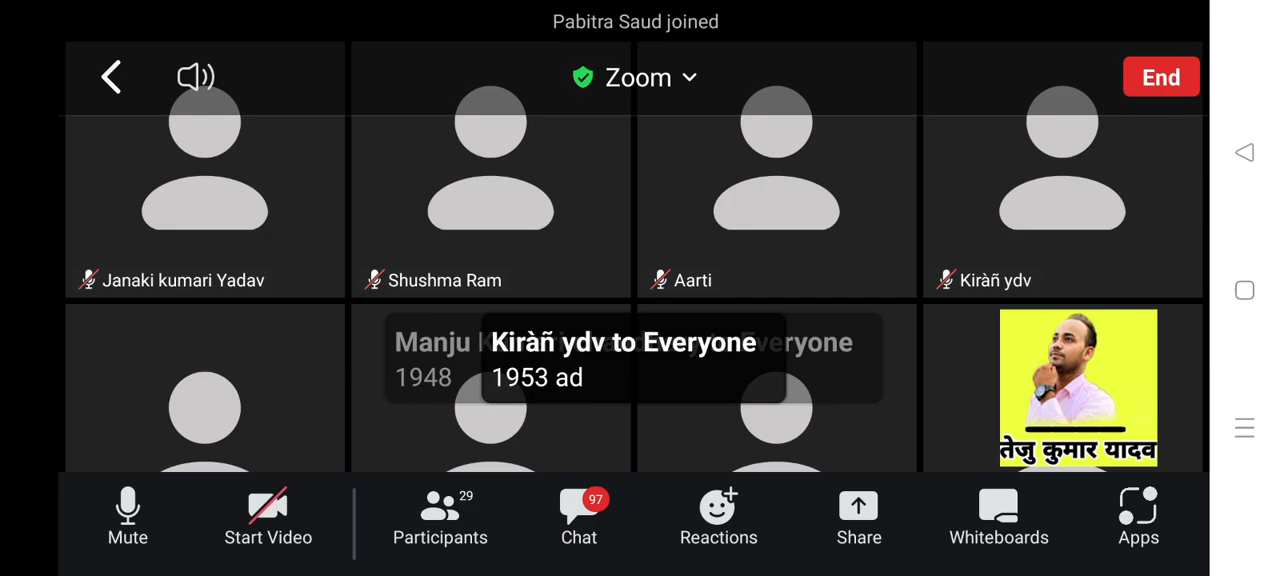 Pabitra Saud joined
Zoom
End
Janaki kumari Yadav
Shushma Ram
Aarti
Kiràñ ydv
Manju
Everyone
1948
Kiràñ ydv to Everyone
1953 ad
तेजु कुमार यादव
Mute
Start Video
Participants
29
Chat
97
Reactions
Share
Whiteboards
Apps